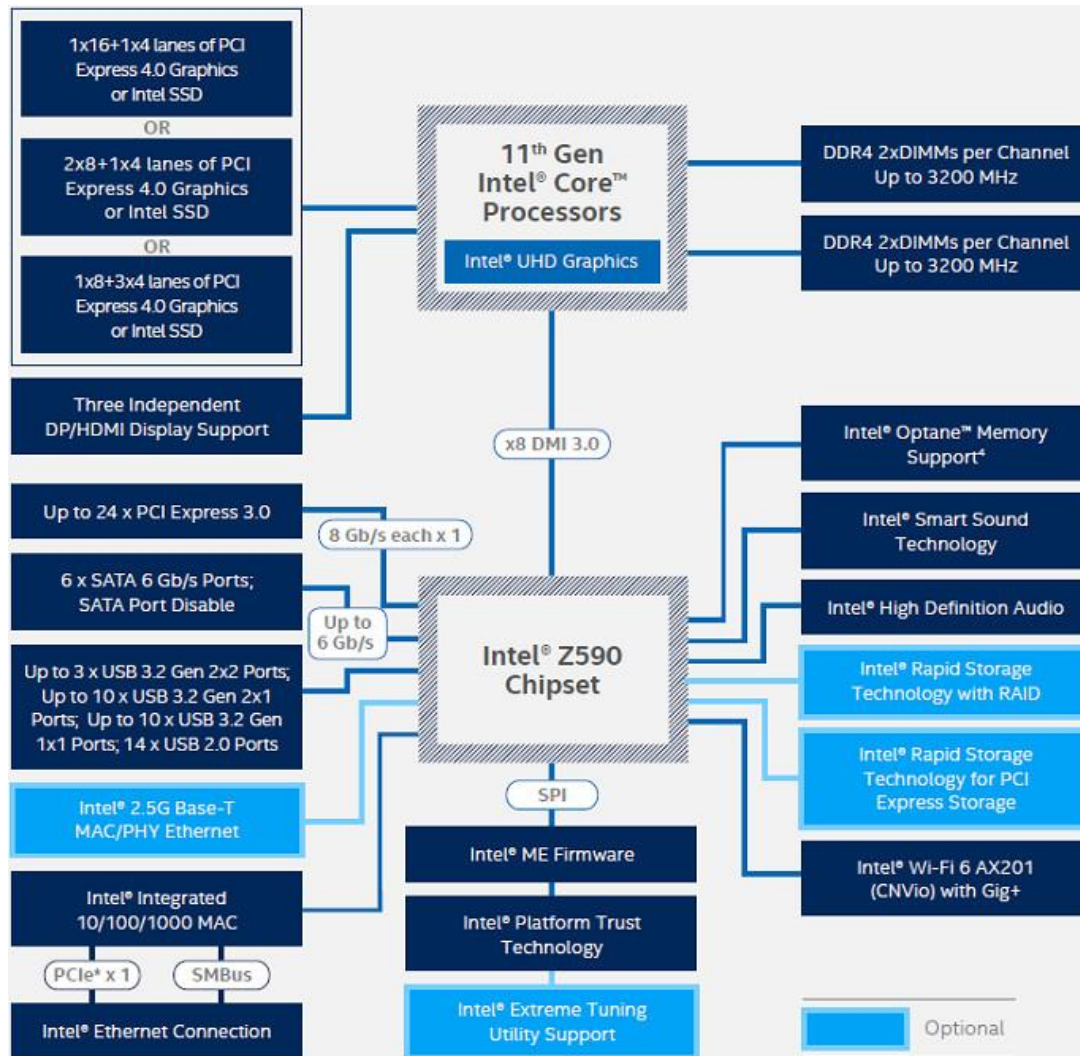 1x16+1x4 lanes of PCI
Express 4.0 Graphics
or Intel SSD
OR
2x8+1x4 lanes of PCI
Express 4.0 Graphics
or Intel SSD
OR
1x8+3x4 lanes of PCI
Express 4.0 Graphics
or Intel SSD
Three Independent
DP/HDMI Display Support
11th Gen
Intel® Core™
Processors
Intel® UHD Graphics
DDR4 2xDIMMs per Channel
Up to 3200 MHz
DDR4 2xDIMMs per Channel
Up to 3200 MHz
x8 DMI 3.0
Up to 24 x PCI Express 3.0
8 Gb/s each x 1
6 x SATA 6 Gb/s Ports;
SATA Port Disable
Up to
6 Gb/s
Up to 3 x USB 3.2 Gen 2x2 Ports;
Up to 10 x USB 3.2 Gen 2x1
Ports; Up to 10 x USB 3.2 Gen
1x1 Ports; 14 x USB 2.0 Ports
Intel® 2.5G Base-T
MAC/PHY Ethernet
Intel® Integrated
10/100/1000 MAC
PCIe* x 1
SMBus
Intel® Ethernet Connection
Intel® Z590
Chipset
SPI
Intel® ME Firmware
Intel® Platform Trust
Technology
Intel® Extreme Tuning
Utility Support
Intel® Optane™ Memory
Support⁴
Intel® Smart Sound
Technology
Intel® High Definition Audio
Intel® Rapid Storage
Technology with RAID
Intel® Rapid Storage
Technology for PCI
Express Storage
Intel® Wi-Fi 6 AX201
(CNVio) with Gig+
Optional